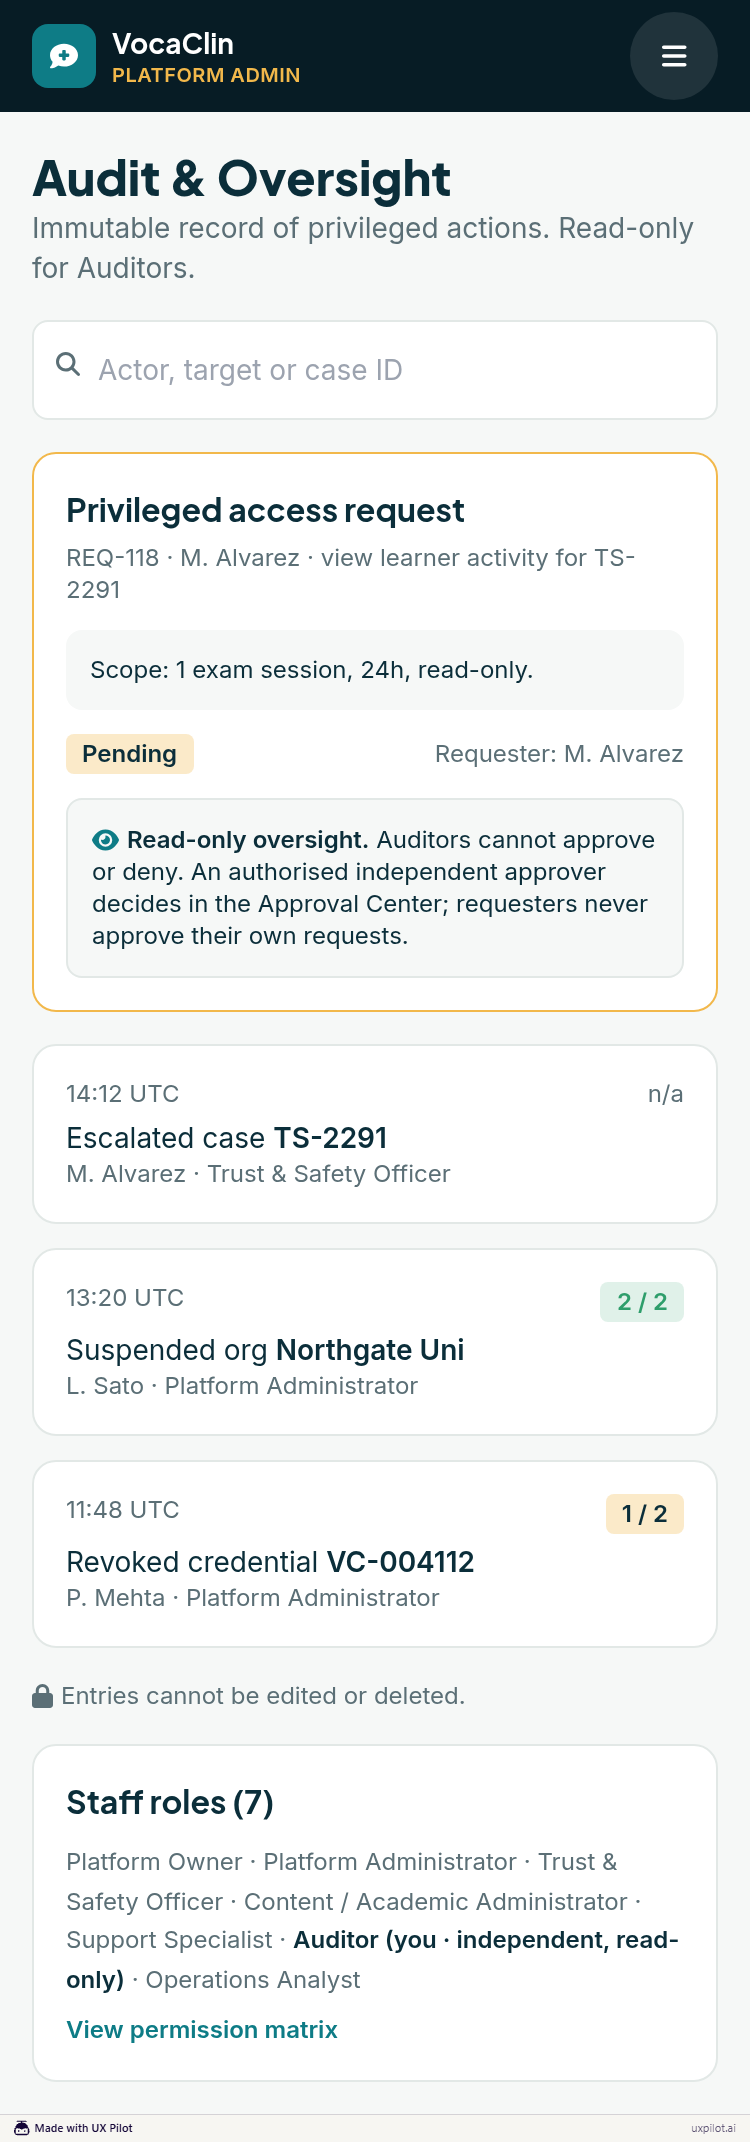 VocaClin
PLATFORM ADMIN
Audit & Oversight
Immutable record of privileged actions. Read-only
for Auditors.
Actor, target or case ID
Privileged access request
REQ-118 · M. Alvarez · view learner activity for TS-
2291
Scope: 1 exam session, 24h, read-only.
Pending
Requester: M. Alvarez
Read-only oversight. Auditors cannot approve
or deny. An authorised independent approver
decides in the Approval Center; requesters never
approve their own requests.
14:12 UTC
n/a
Escalated case TS-2291
M. Alvarez · Trust & Safety Officer
13:20 UTC
2 / 2
Suspended org Northgate Uni
L. Sato · Platform Administrator
11:48 UTC
1 / 2
Revoked credential VC-004112
P. Mehta · Platform Administrator
Entries cannot be edited or deleted.
Staff roles (7)
Platform Owner · Platform Administrator · Trust &
Safety Officer · Content / Academic Administrator ·
Support Specialist · Auditor (you · independent, read-
only) · Operations Analyst
View permission matrix
Made with UX Pilot
uxpilot.ai